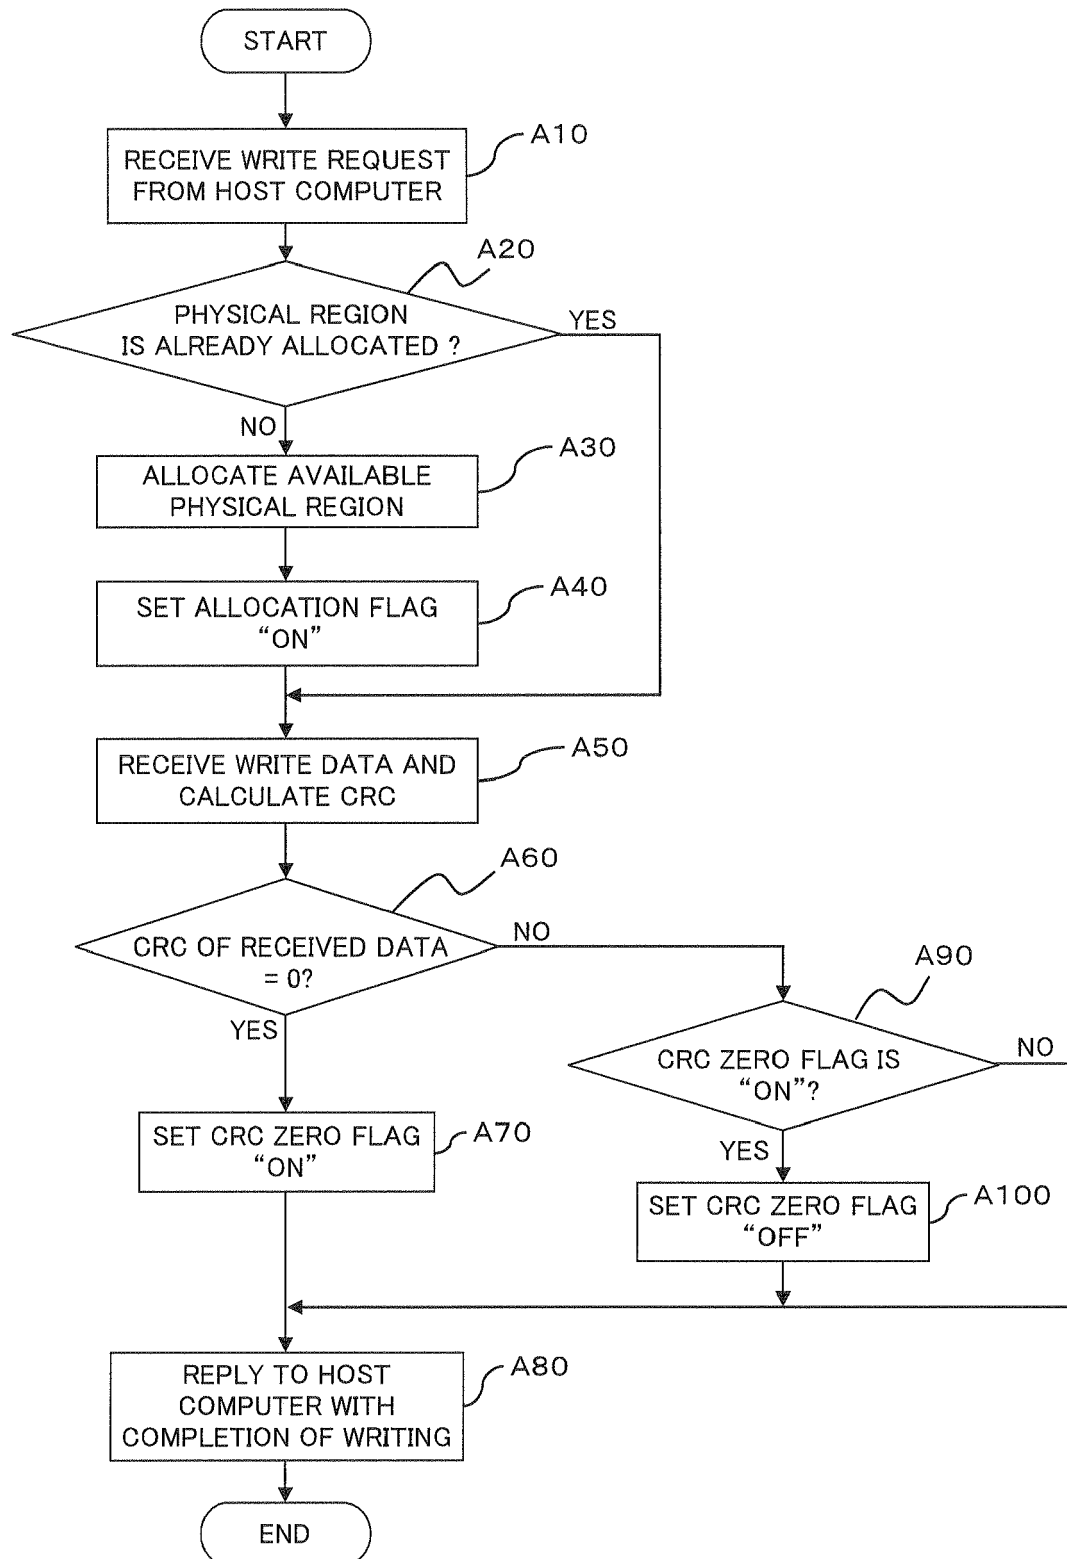 START
A10
RECEIVE WRITE REQUEST
FROM HOST COMPUTER
A20
PHYSICAL REGION
IS ALREADY ALLOCATED ?
YES
NO
A30
ALLOCATE AVAILABLE
PHYSICAL REGION
A40
SET ALLOCATION FLAG
“ON”
A50
RECEIVE WRITE DATA AND
CALCULATE CRC
A60
CRC OF RECEIVED DATA
= 0?
NO
YES
A90
CRC ZERO FLAG IS
“ON”?
NO
YES
A70
SET CRC ZERO FLAG
“ON”
A100
SET CRC ZERO FLAG
“OFF”
A80
REPLY TO HOST
COMPUTER WITH
COMPLETION OF WRITING
END